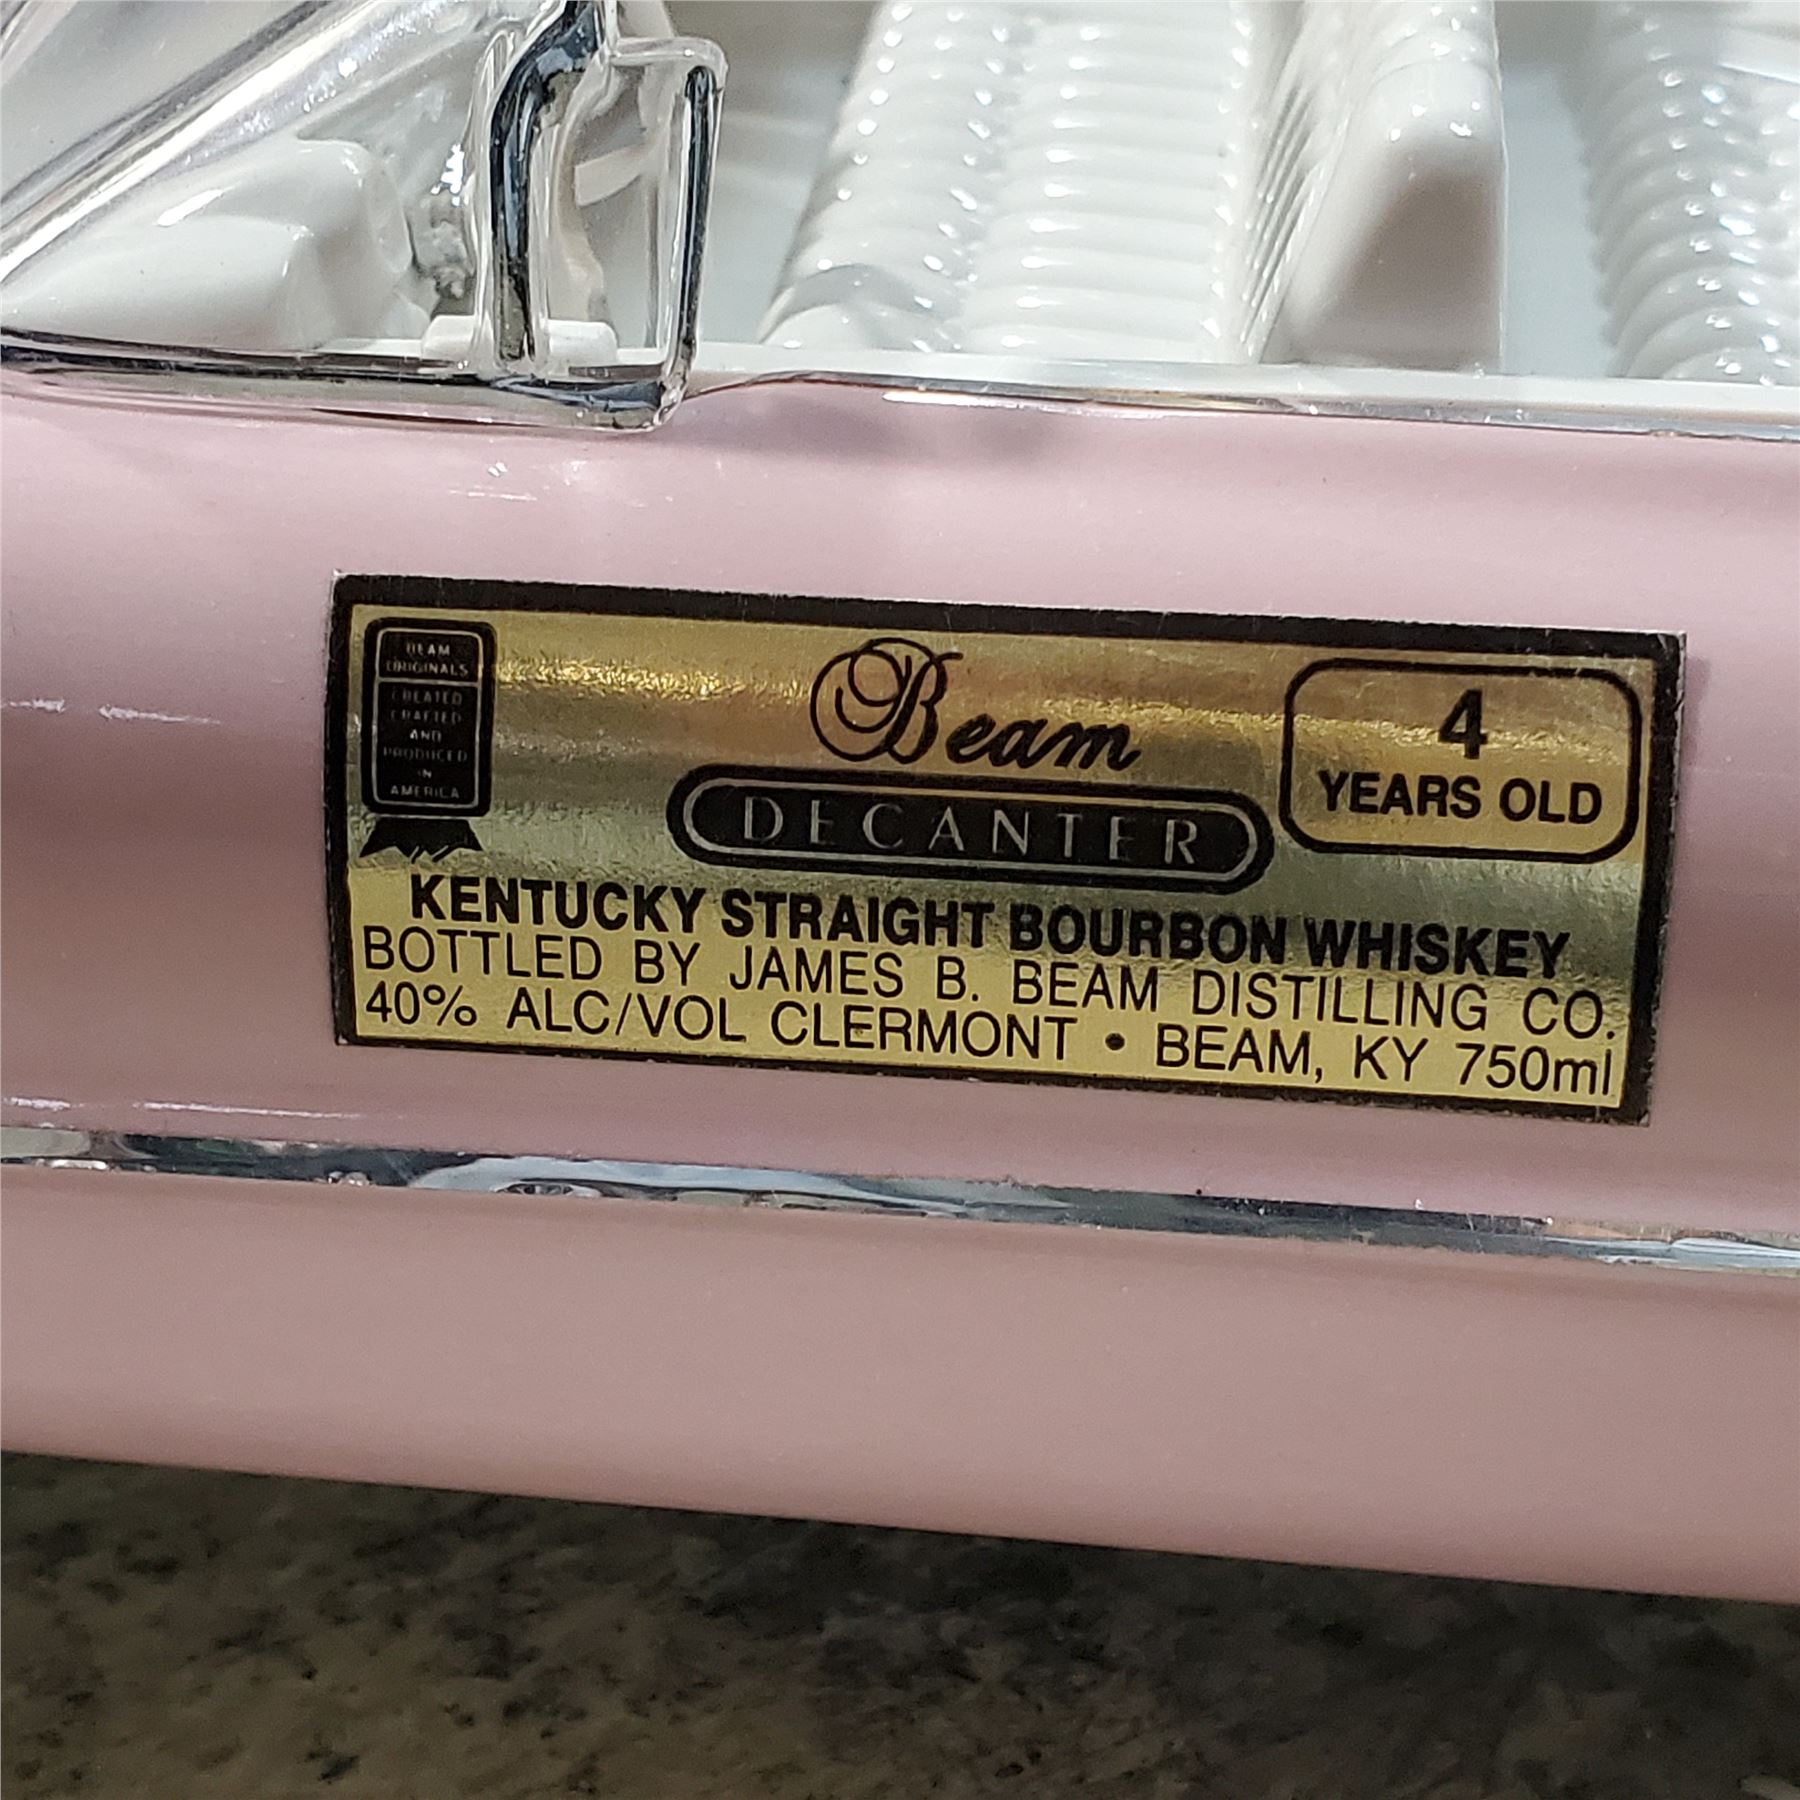 BEAM
ORIGINALS
CREATED
CRAFTED
AND
PRODUCED
IN
AMERICA
Beam
DECANTER
4
YEARS OLD
KENTUCKY STRAIGHT BOURBON WHISKEY
BOTTLED BY JAMES B. BEAM DISTILLING CO.
40% ALC/VOL CLERMONT • BEAM, KY 750ml